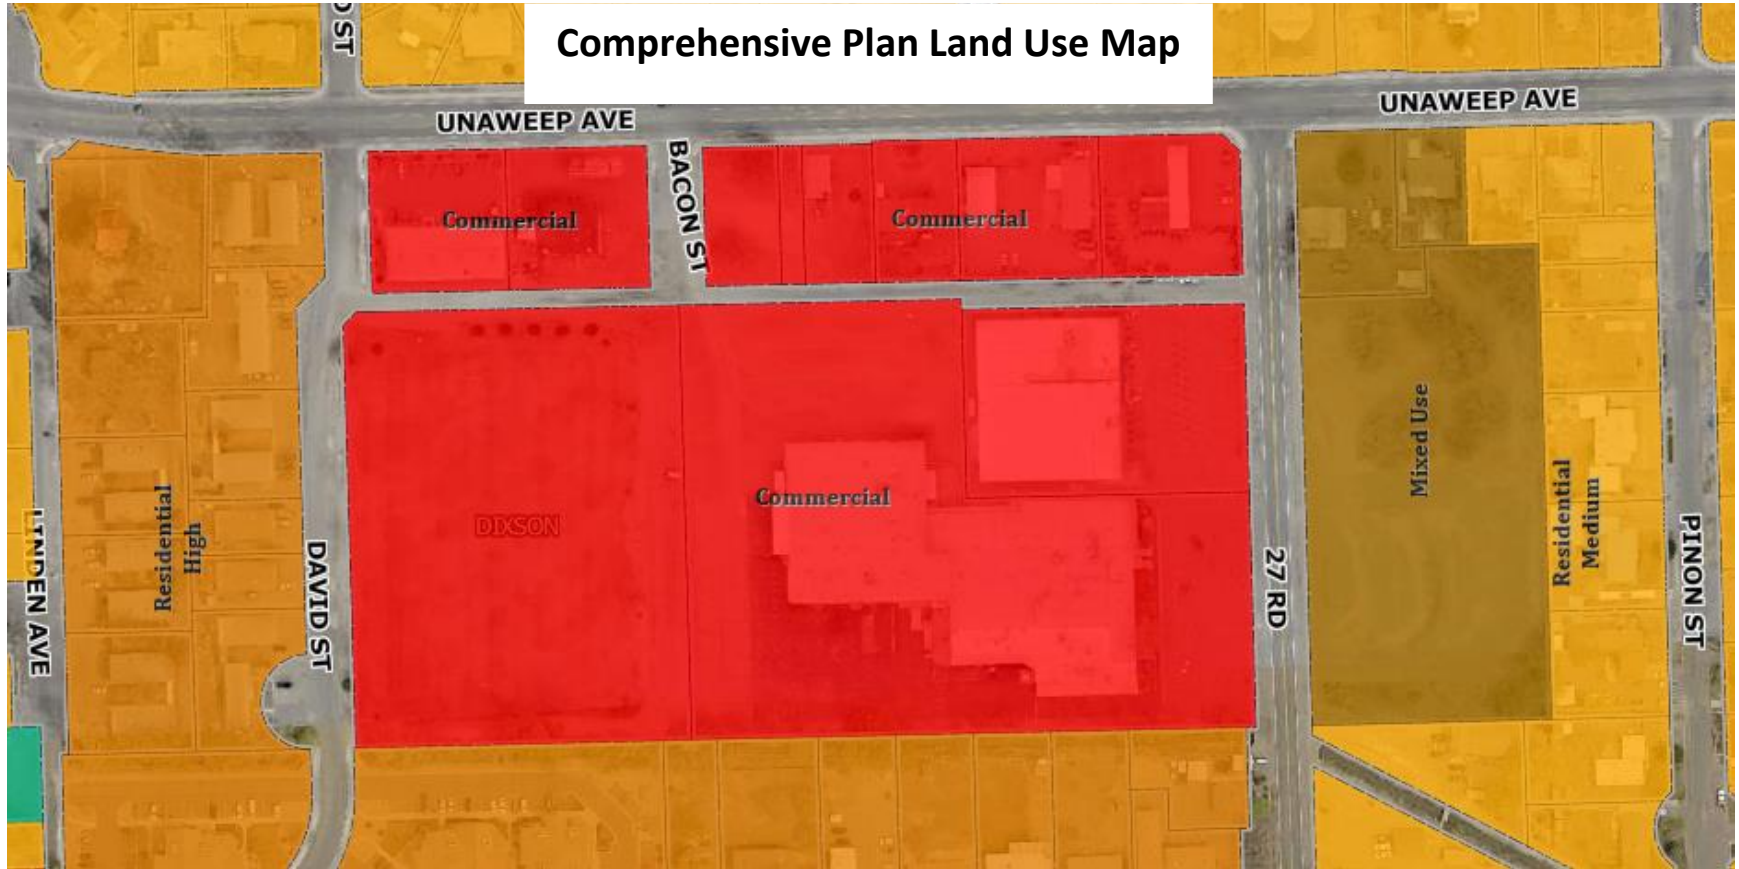 Comprehensive Plan Land Use Map
UNAWEEP AVE
UNAWEEP AVE
BACON ST
Commercial
Commercial
Commercial
DIXSON
Residential
High
LINDEN AVE
DAVID ST
27 RD
Mixed Use
Residential
Medium
PINON ST
ST